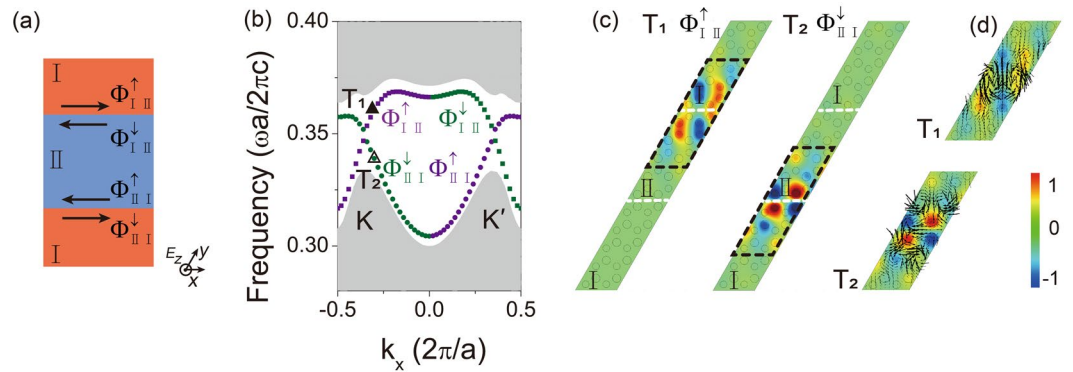 (a)
I
Φ↑ I II
Φ↓ I II
II
Φ↑ II I
Φ↓ II I
I
E_z y
x
(b)
Frequency (ωa/2πc)
0.40
0.35
0.30
T₁
Φ↑ I II
Φ↓ I II
T₂
Φ↓ II I
Φ↑ II I
K
K′
-0.5
0.0
0.5
k_x (2π/a)
(c)
T₁ Φ↑ I II
T₂ Φ↓ II I
I
II
I
I
II
I
(d)
T₁
T₂
1
0
-1